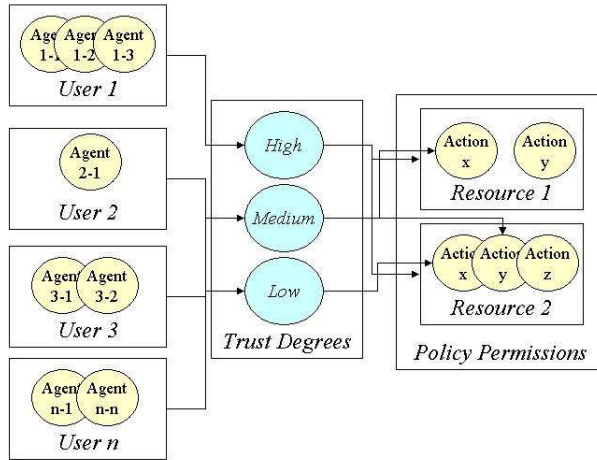 Agent
1-1
Agent
1-2
Agent
1-3
User 1
Agent
2-1
User 2
Agent
3-1
Agent
3-2
User 3
Agent
n-1
Agent
n-n
User n
High
Medium
Low
Trust Degrees
Action
x
Action
y
Resource 1
Action
x
Action
y
Action
z
Resource 2
Policy Permissions